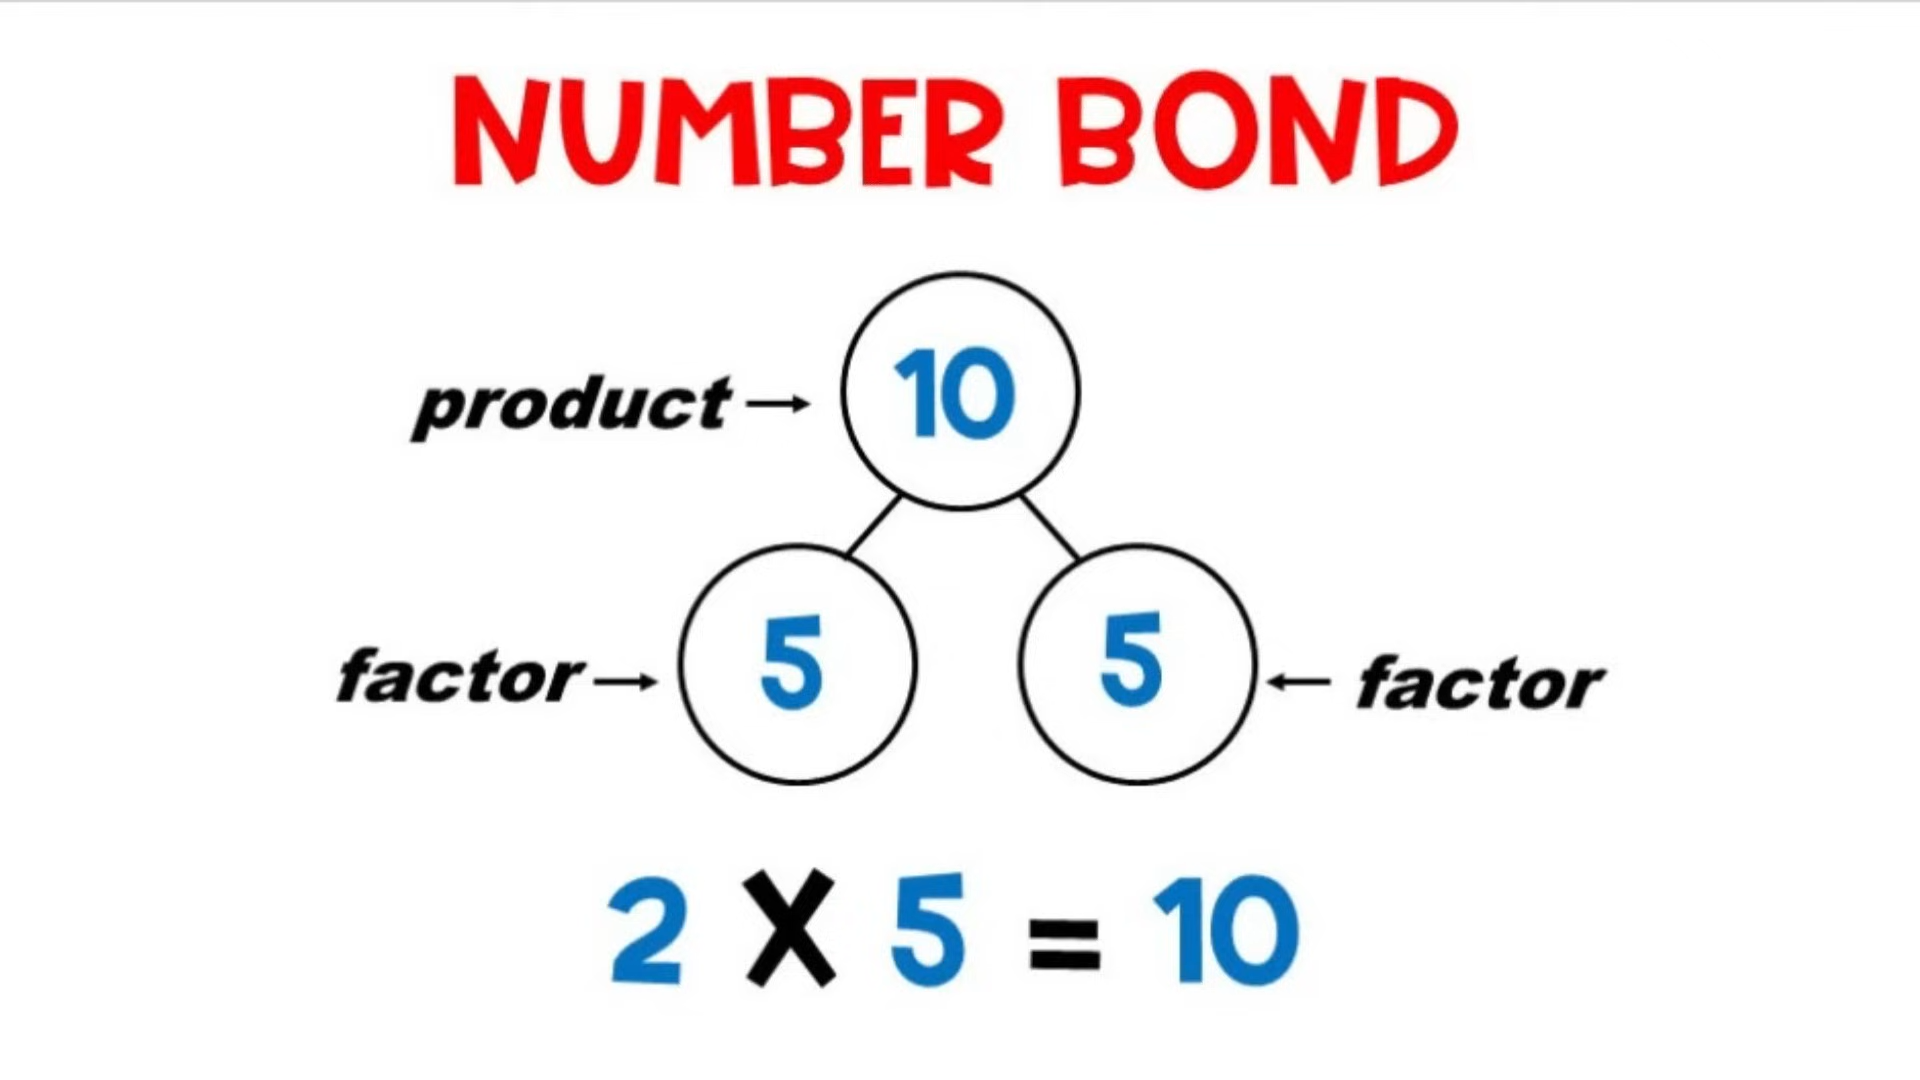 NUMBER BOND
product → 10
factor → 5 5 ← factor
2 X 5 = 10